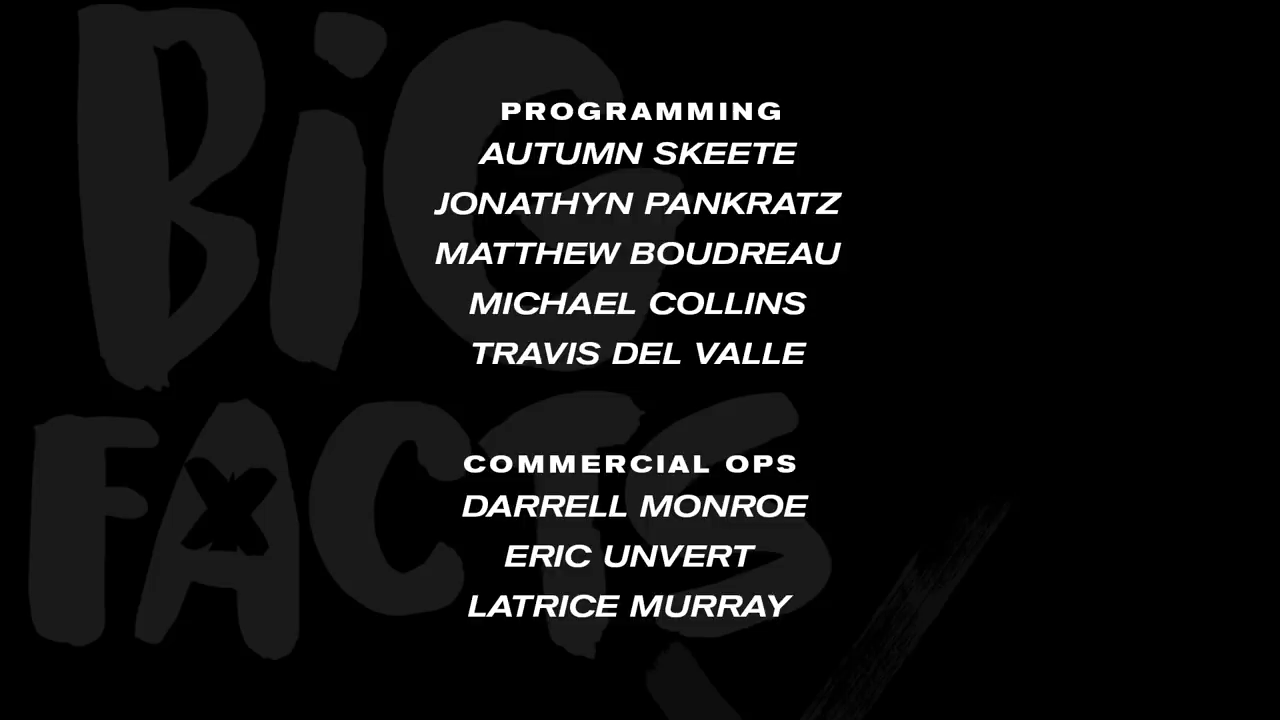 BiG
FACTS
PROGRAMMING
AUTUMN SKEETE
JONATHYN PANKRATZ
MATTHEW BOUDREAU
MICHAEL COLLINS
TRAVIS DEL VALLE
COMMERCIAL OPS
DARRELL MONROE
ERIC UNVERT
LATRICE MURRAY